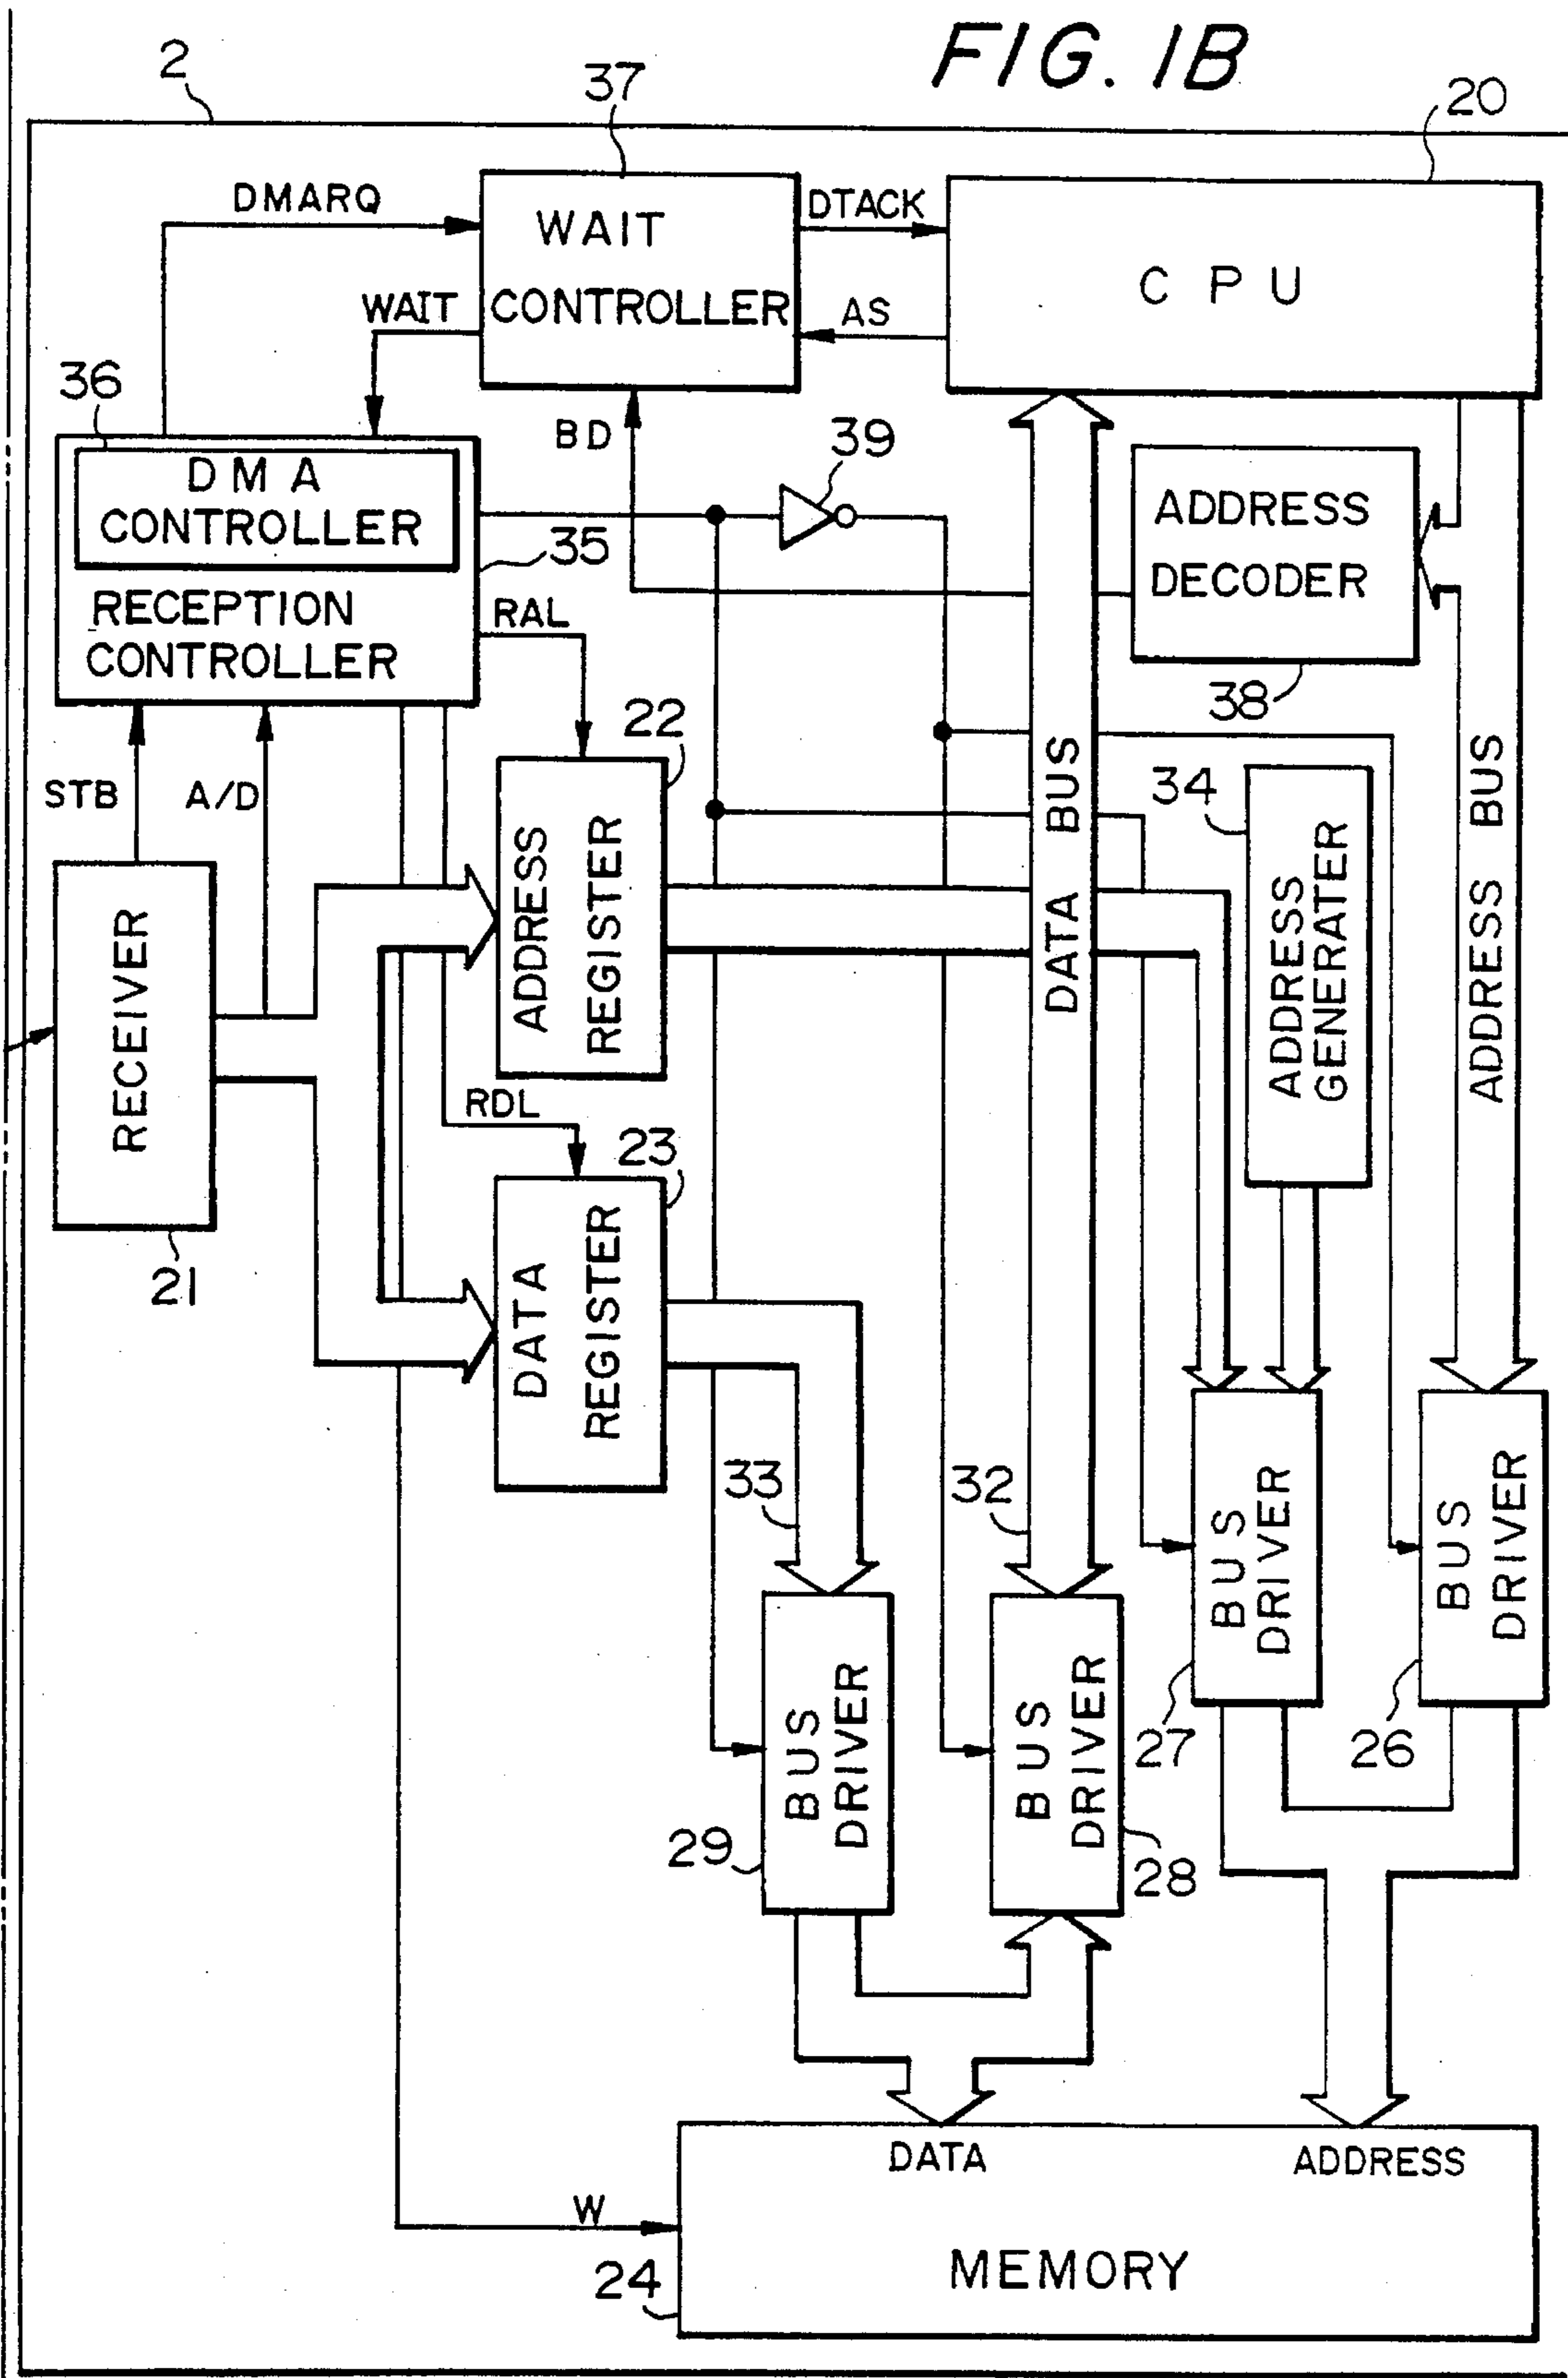 FIG. 1B
2
37
20
DMARQ
WAIT
CONTROLLER
DTACK
AS
CPU
WAIT
36
DMA
CONTROLLER
BD
39
35
ADDRESS
DECODER
38
RECEPTION
CONTROLLER
RAL
22
STB
A/D
ADDRESS
REGISTER
DATA BUS
34
ADDRESS
GENERATER
ADDRESS BUS
RECEIVER
21
RDL
23
DATA
REGISTER
33
32
BUS
DRIVER
27
BUS
DRIVER
26
BUS
DRIVER
29
BUS
DRIVER
28
DATA
ADDRESS
W
MEMORY
24